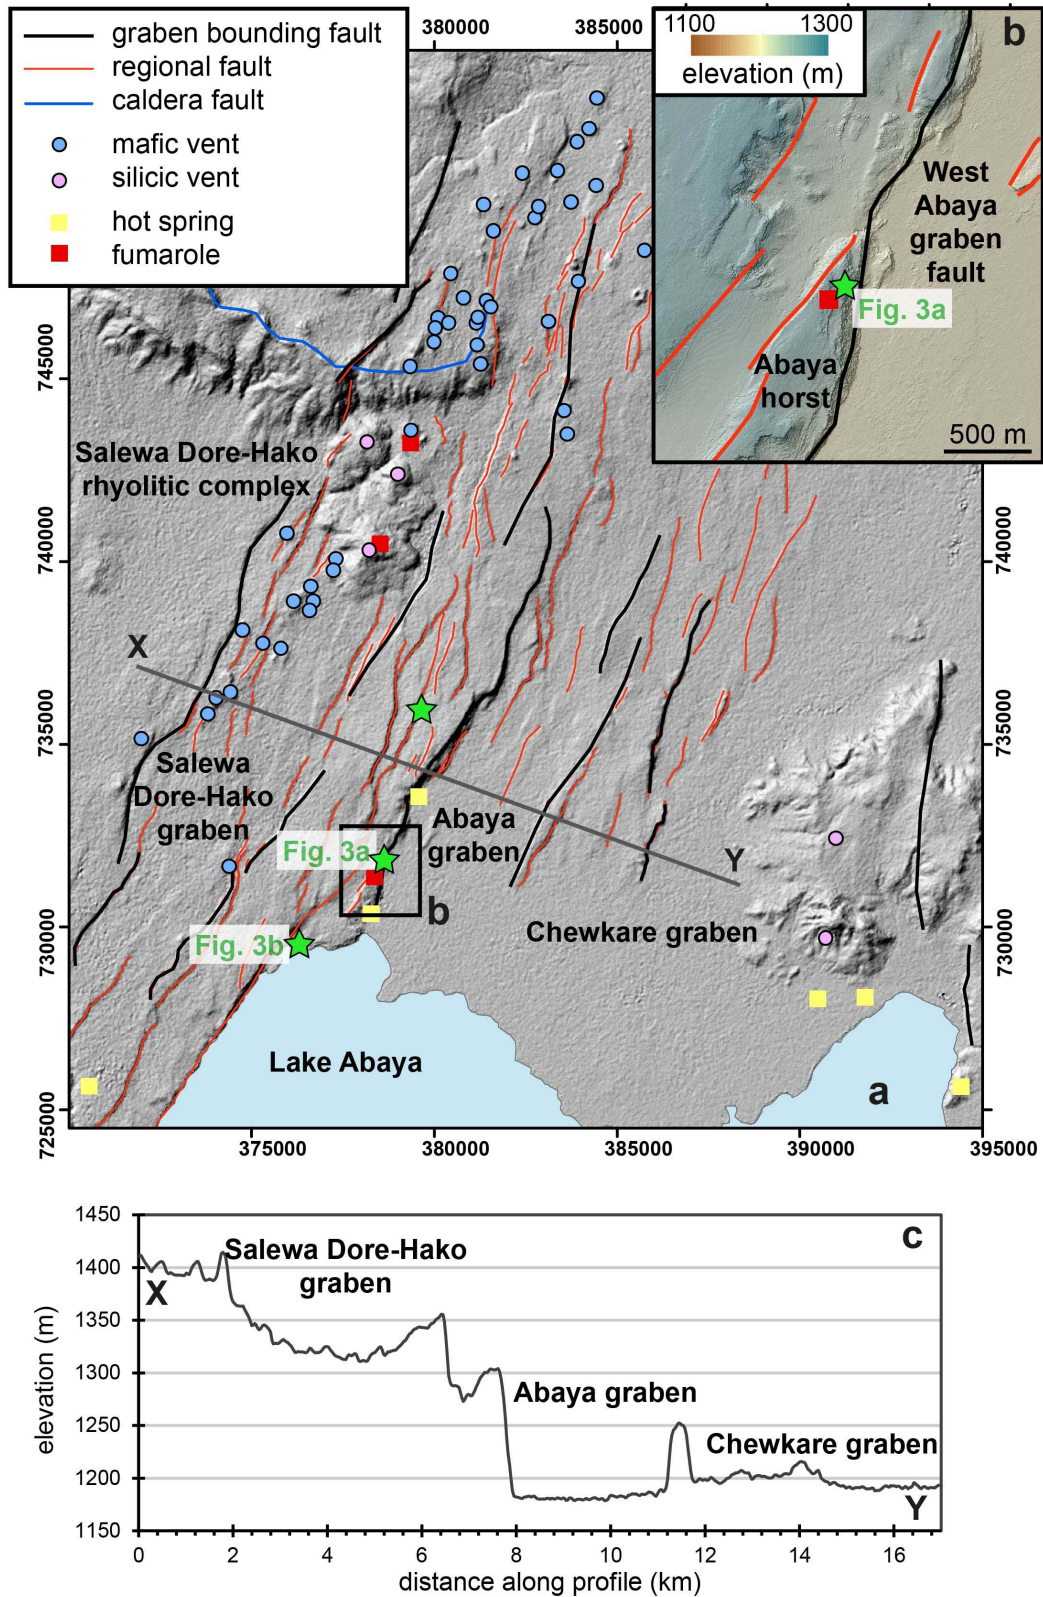 graben bounding fault
regional fault
caldera fault
mafic vent
silicic vent
hot spring
fumarole
380000
385000
1100
1300
elevation (m)
b
West
Abaya
graben
fault
Fig. 3a
Abaya
horst
500 m
745000
740000
735000
730000
725000
740000
735000
730000
Salewa Dore-Hako
rhyolitic complex
X
Salewa
Dore-Hako
graben
Abaya
graben
Y
Fig. 3a
b
Fig. 3b
Chewkare graben
Lake Abaya
a
375000
380000
385000
390000
395000
1450
1400
1350
1300
1250
1200
1150
elevation (m)
c
Salewa Dore-Hako
graben
X
Abaya graben
Chewkare graben
Y
0
2
4
6
8
10
12
14
16
distance along profile (km)